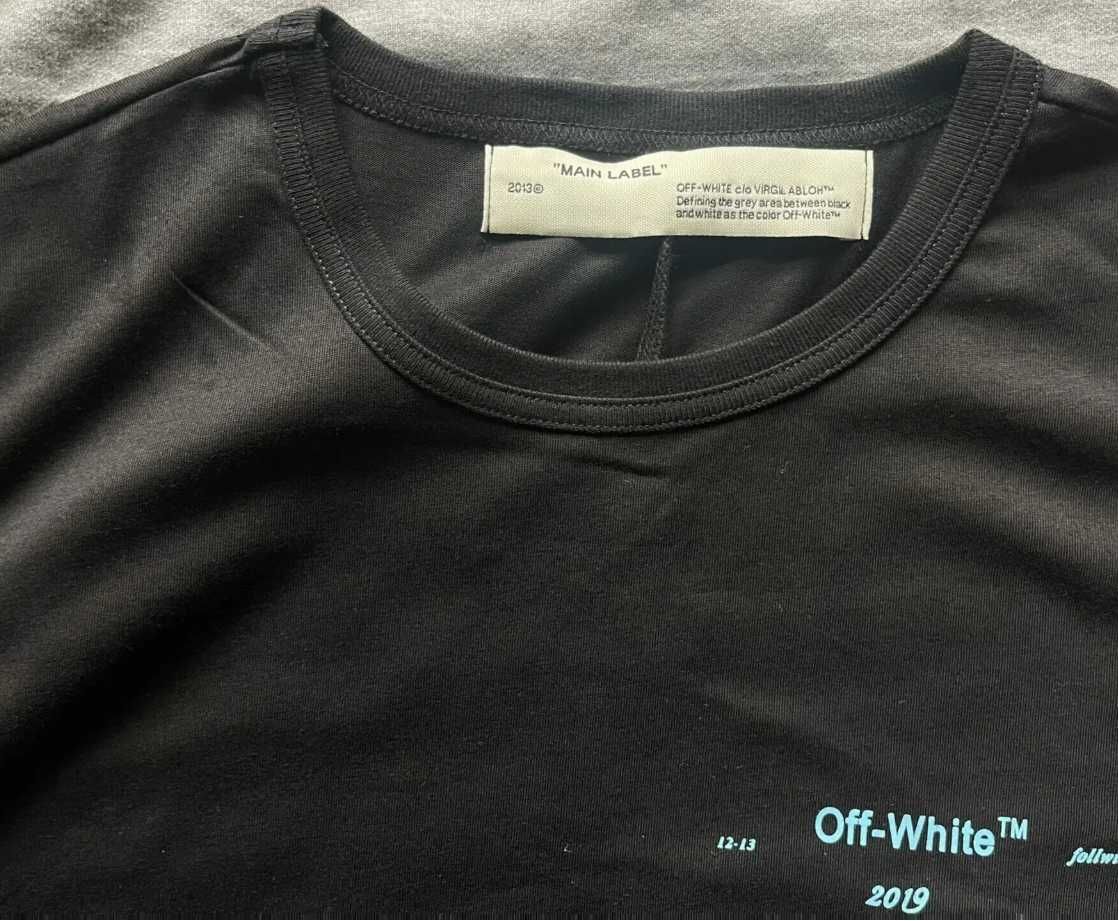 "MAIN LABEL"
2013©
OFF-WHITE c/o VIRGIL ABLOH™
Defining the grey area between black
and white as the color Off-White™
Off-White™
12-13
2019